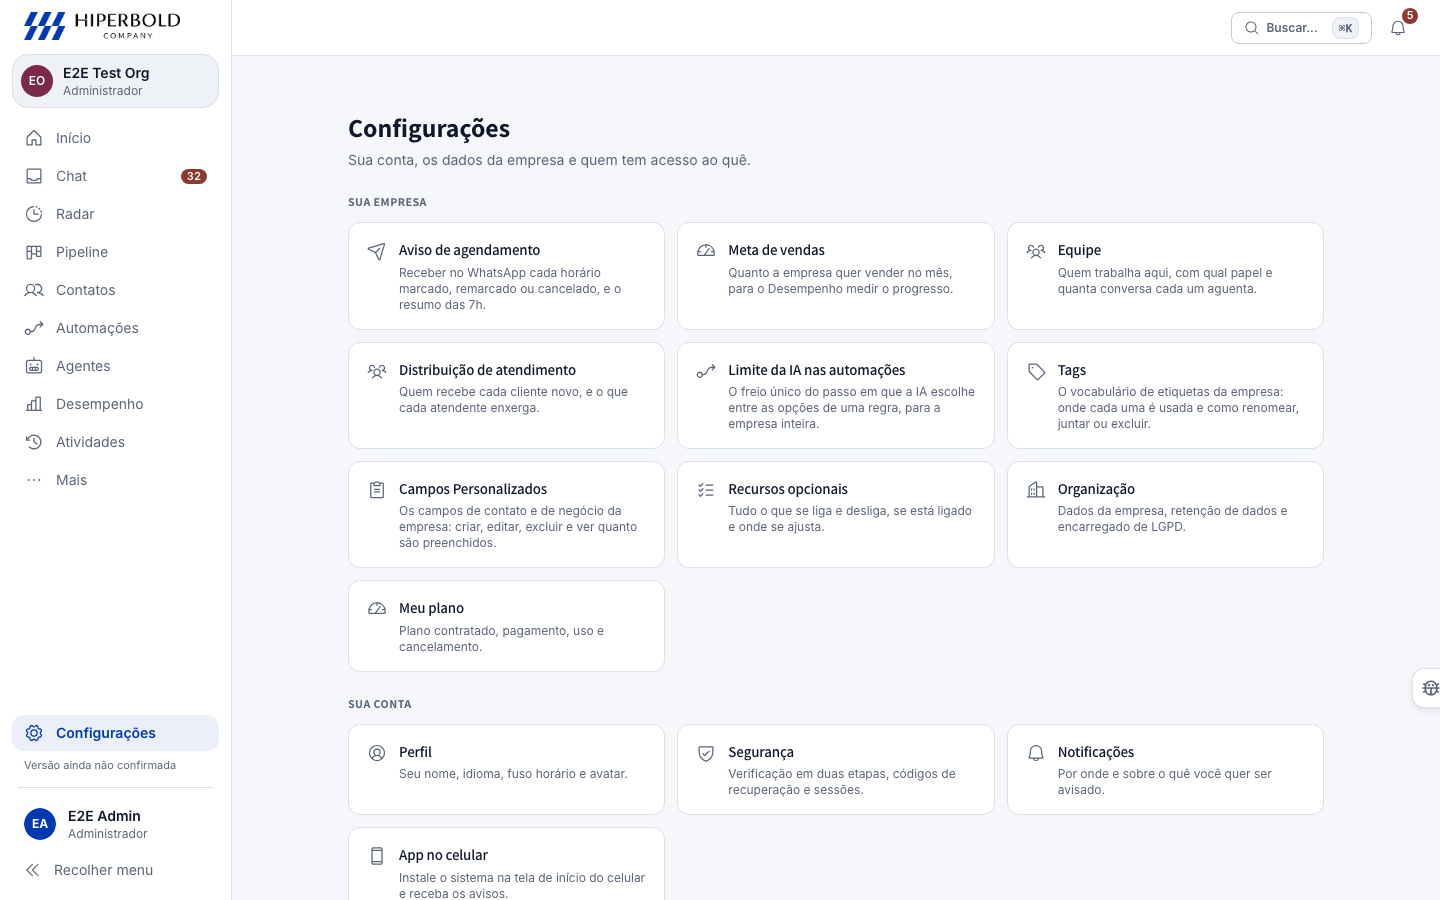 HIPERBOLD
COMPANY
EO
E2E Test Org
Administrador
Início
Chat
32
Radar
Pipeline
Contatos
Automações
Agentes
Desempenho
Atividades
Mais
Configurações
Versão ainda não confirmada
EA
E2E Admin
Administrador
Recolher menu
Buscar...
⌘K
5
Configurações
Sua conta, os dados da empresa e quem tem acesso ao quê.
SUA EMPRESA
Aviso de agendamento
Receber no WhatsApp cada horário
marcado, remarcado ou cancelado, e o
resumo das 7h.
Meta de vendas
Quanto a empresa quer vender no mês,
para o Desempenho medir o progresso.
Equipe
Quem trabalha aqui, com qual papel e
quanta conversa cada um aguenta.
Distribuição de atendimento
Quem recebe cada cliente novo, e o que
cada atendente enxerga.
Limite da IA nas automações
O freio único do passo em que a IA escolhe
entre as opções de uma regra, para a
empresa inteira.
Tags
O vocabulário de etiquetas da empresa:
onde cada uma é usada e como renomear,
juntar ou excluir.
Campos Personalizados
Os campos de contato e de negócio da
empresa: criar, editar, excluir e ver quanto
são preenchidos.
Recursos opcionais
Tudo o que se liga e desliga, se está ligado
e onde se ajusta.
Organização
Dados da empresa, retenção de dados e
encarregado de LGPD.
Meu plano
Plano contratado, pagamento, uso e
cancelamento.
SUA CONTA
Perfil
Seu nome, idioma, fuso horário e avatar.
Segurança
Verificação em duas etapas, códigos de
recuperação e sessões.
Notificações
Por onde e sobre o quê você quer ser
avisado.
App no celular
Instale o sistema na tela de início do celular
e receba os avisos.